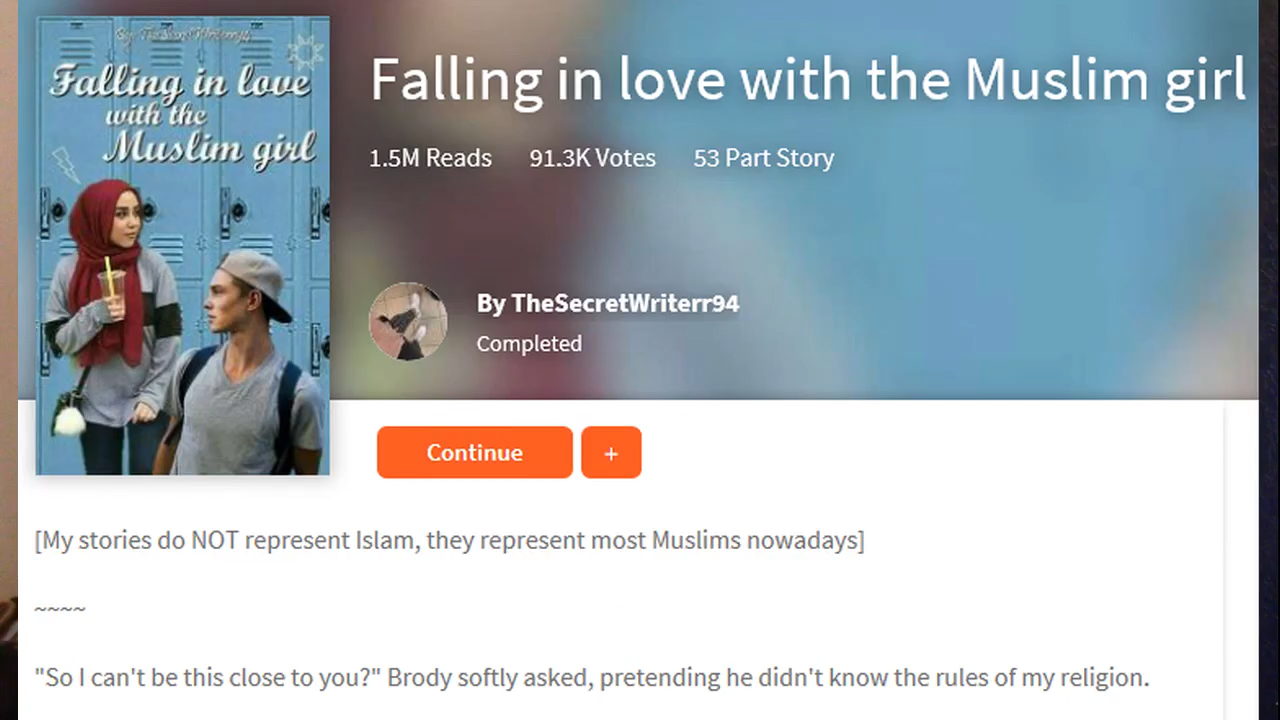 By: TheSecretWriterr94
Falling in love
with the
Muslim girl
Falling in love with the Muslim girl
1.5M Reads 91.3K Votes 53 Part Story
By TheSecretWriterr94
Completed
Continue +
[My stories do NOT represent Islam, they represent most Muslims nowadays]
~~~~
"So I can't be this close to you?" Brody softly asked, pretending he didn't know the rules of my religion.